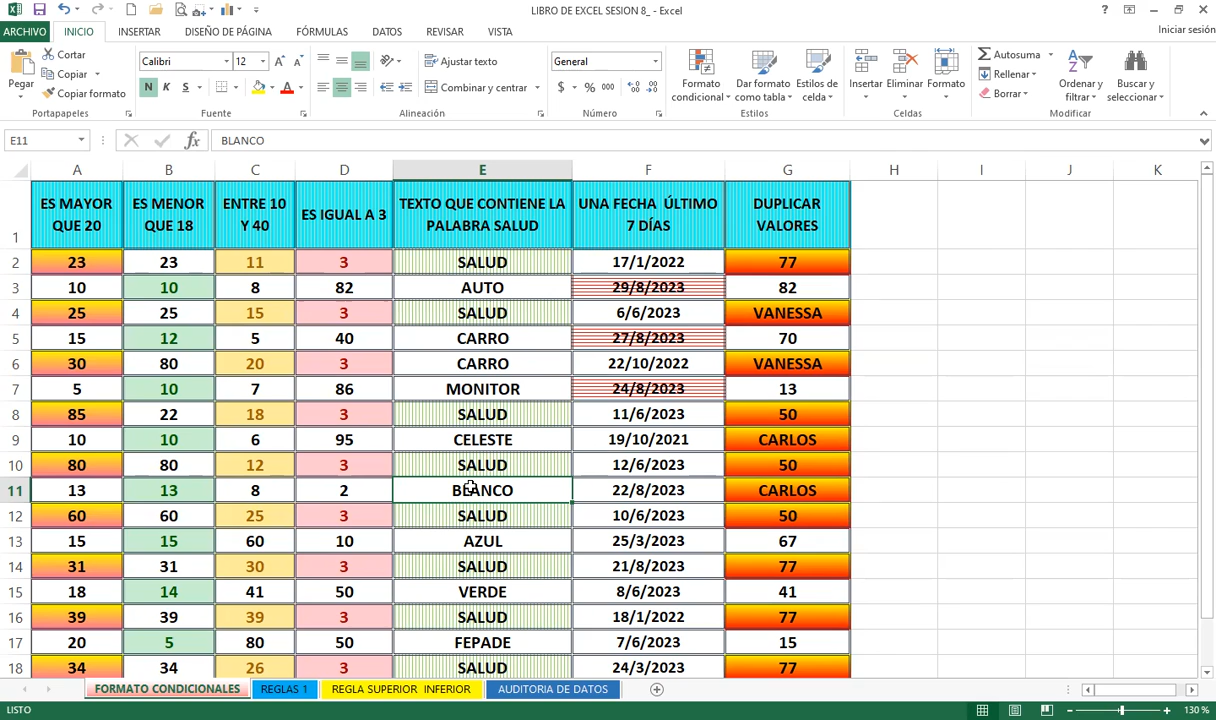 LIBRO DE EXCEL SESION 8_ - Excel
ARCHIVO INICIO INSERTAR DISEÑO DE PÁGINA FÓRMULAS DATOS REVISAR VISTA Iniciar sesión
Pegar Cortar Copiar Copiar formato Portapapeles
Calibri 12 N K S Fuente
Ajustar texto Combinar y centrar Alineación
General $ % 000 Número
Formato condicional Dar formato como tabla Estilos de celda Estilos
Insertar Eliminar Formato Celdas
Autosuma Rellenar Borrar Ordenar y filtrar Buscar y seleccionar Modificar
E11 fx BLANCO
A B C D E F G H I J K
1 ES MAYOR QUE 20 ES MENOR QUE 18 ENTRE 10 Y 40 ES IGUAL A 3 TEXTO QUE CONTIENE LA PALABRA SALUD UNA FECHA ÚLTIMO 7 DÍAS DUPLICAR VALORES
2 23 23 11 3 SALUD 17/1/2022 77
3 10 10 8 82 AUTO 29/8/2023 82
4 25 25 15 3 SALUD 6/6/2023 VANESSA
5 15 12 5 40 CARRO 27/8/2023 70
6 30 80 20 3 CARRO 22/10/2022 VANESSA
7 5 10 7 86 MONITOR 24/8/2023 13
8 85 22 18 3 SALUD 11/6/2023 50
9 10 10 6 95 CELESTE 19/10/2021 CARLOS
10 80 80 12 3 SALUD 12/6/2023 50
11 13 13 8 2 BLANCO 22/8/2023 CARLOS
12 60 60 25 3 SALUD 10/6/2023 50
13 15 15 60 10 AZUL 25/3/2023 67
14 31 31 30 3 SALUD 21/8/2023 77
15 18 14 41 50 VERDE 8/6/2023 41
16 39 39 39 3 SALUD 18/1/2022 77
17 20 5 80 50 FEPADE 7/6/2023 15
18 34 34 26 3 SALUD 24/3/2023 77
FORMATO CONDICIONALES REGLAS 1 REGLA SUPERIOR INFERIOR AUDITORIA DE DATOS
LISTO 130 %